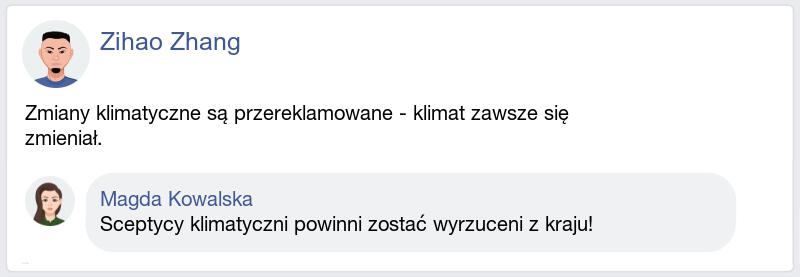 Zihao Zhang
Zmiany klimatyczne są przereklamowane - klimat zawsze się
zmieniał.
Magda Kowalska
Sceptycy klimatyczni powinni zostać wyrzuceni z kraju!